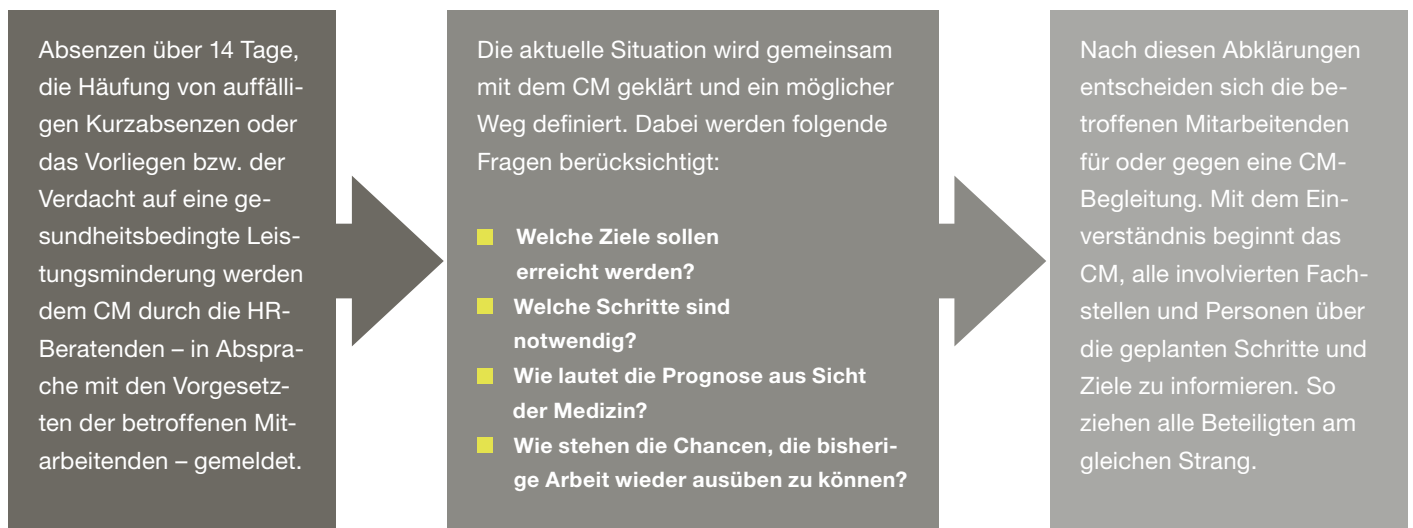 Absenzen über 14 Tage,
die Häufung von auffälli-
gen Kurzabsenzen oder
das Vorliegen bzw. der
Verdacht auf eine ge-
sundheitsbedingte Leis-
tungsminderung werden
dem CM durch die HR-
Beratenden – in Abspra-
che mit den Vorgesetz-
ten der betroffenen Mit-
arbeitenden – gemeldet.
Die aktuelle Situation wird gemeinsam
mit dem CM geklärt und ein möglicher
Weg definiert. Dabei werden folgende
Fragen berücksichtigt:
Welche Ziele sollen
erreicht werden?
Welche Schritte sind
notwendig?
Wie lautet die Prognose aus Sicht
der Medizin?
Wie stehen die Chancen, die bisheri-
ge Arbeit wieder ausüben zu können?
Nach diesen Abklärungen
entscheiden sich die be-
troffenen Mitarbeitenden
für oder gegen eine CM-
Begleitung. Mit dem Ein-
verständnis beginnt das
CM, alle involvierten Fach-
stellen und Personen über
die geplanten Schritte und
Ziele zu informieren. So
ziehen alle Beteiligten am
gleichen Strang.